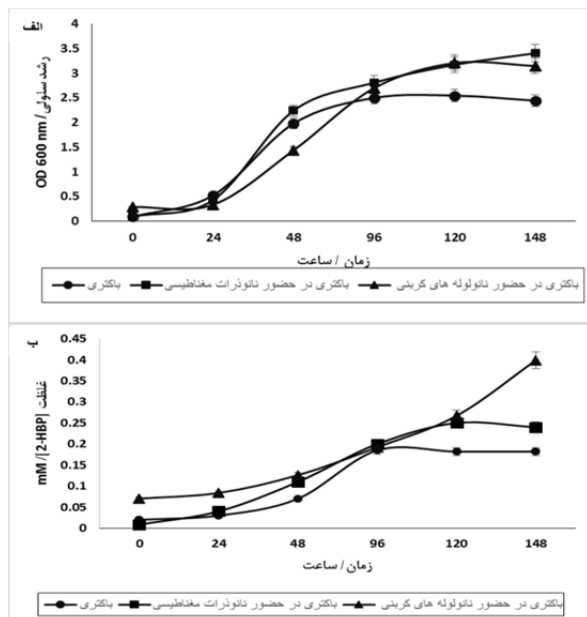 الف
رشد سلولی / OD 600 nm
4
3.5
3
2.5
2
1.5
1
0.5
0
0 24 48 96 120 148
زمان / ساعت
باکتری
باکتری در حضور نانوذرات مغناطیسی
باکتری در حضور نانولوله های کربنی
غلظت
mM /[2-HBP]
0.45
0.4
0.35
0.3
0.25
0.2
0.15
0.1
0.05
0
0 24 48 96 120 148
زمان / ساعت
باکتری
باکتری در حضور نانوذرات مغناطیسی
باکتری در حضور نانولوله های کربنی